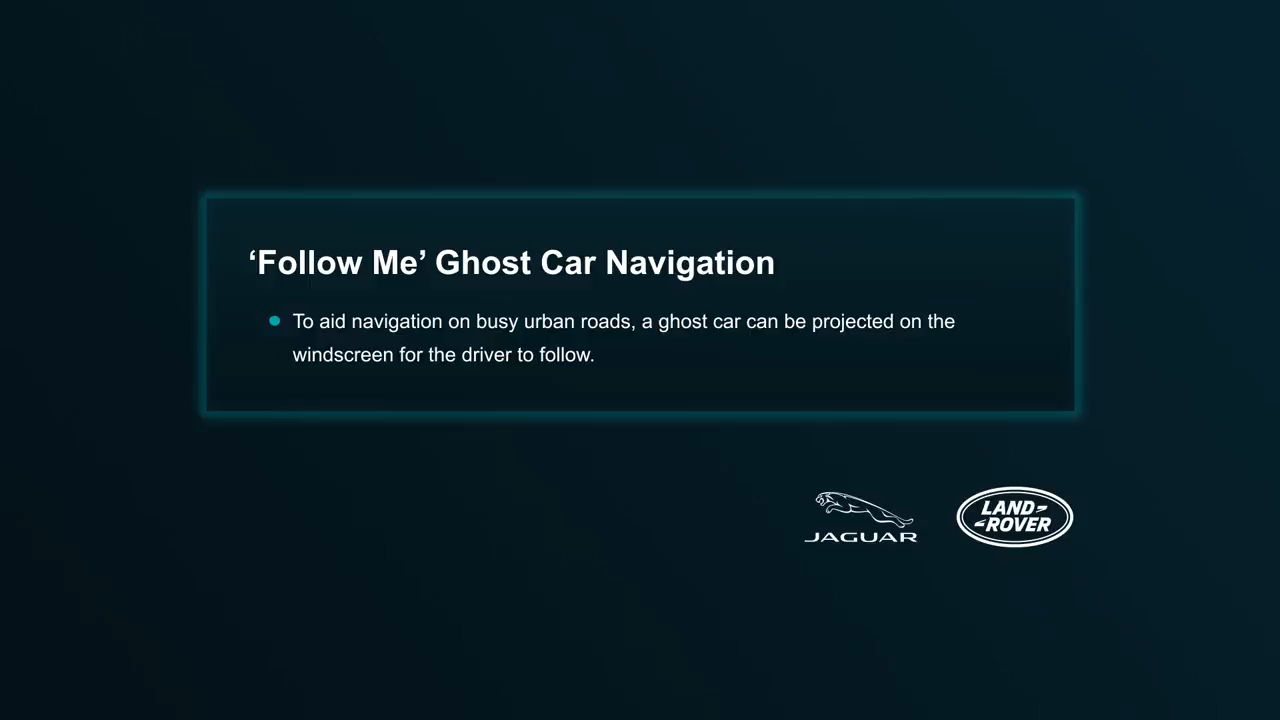 ‘Follow Me’ Ghost Car Navigation
To aid navigation on busy urban roads, a ghost car can be projected on the
windscreen for the driver to follow.
JAGUAR
LAND
ROVER